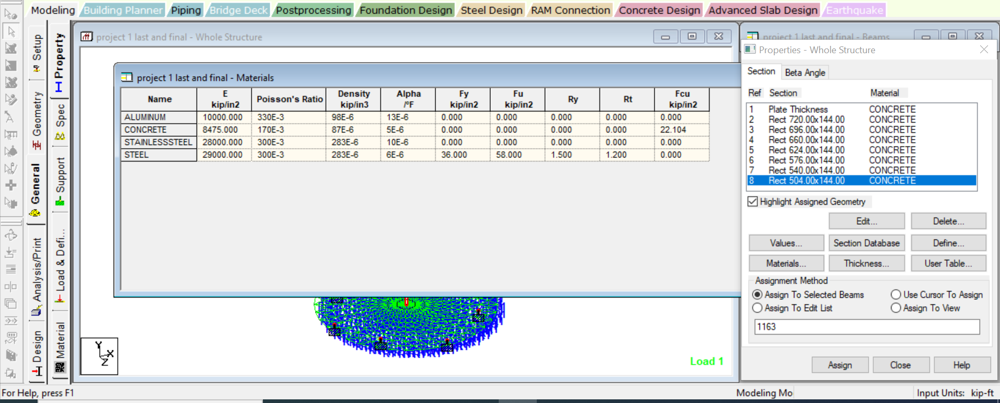 Modeling Building Planner Piping Bridge Deck Postprocessing Foundation Design Steel Design RAM Connection Concrete Design Advanced Slab Design Earthquake
Setup
Geometry
General
Analysis/Print
Design
Property
Spec
Support
Load & Defi...
Material
project 1 last and final - Whole Structure
project 1 last and final - Materials
Name E kip/in2 Poisson's Ratio Density kip/in3 Alpha /°F Fy kip/in2 Fu kip/in2 Ry Rt Fcu kip/in2
ALUMINUM 10000.000 330E-3 98E-6 13E-6 0.000 0.000 0.000 0.000 0.000
CONCRETE 8475.000 170E-3 87E-6 5E-6 0.000 0.000 0.000 0.000 22.104
STAINLESSSTEEL 28000.000 300E-3 283E-6 10E-6 0.000 0.000 0.000 0.000 0.000
STEEL 29000.000 300E-3 283E-6 6E-6 36.000 58.000 1.500 1.200 0.000
Y
X
Z
Load 1
project 1 last and final - Beams
Properties - Whole Structure
Section Beta Angle
Ref Section Material
1 Plate Thickness CONCRETE
2 Rect 720.00x144.00 CONCRETE
3 Rect 696.00x144.00 CONCRETE
4 Rect 660.00x144.00 CONCRETE
5 Rect 624.00x144.00 CONCRETE
6 Rect 576.00x144.00 CONCRETE
7 Rect 540.00x144.00 CONCRETE
8 Rect 504.00x144.00 CONCRETE
Highlight Assigned Geometry
Edit... Delete...
Values... Section Database Define...
Materials... Thickness... User Table...
Assignment Method
Assign To Selected Beams Use Cursor To Assign
Assign To Edit List Assign To View
1163
Assign Close Help
For Help, press F1 Modeling Mo Input Units: kip-ft